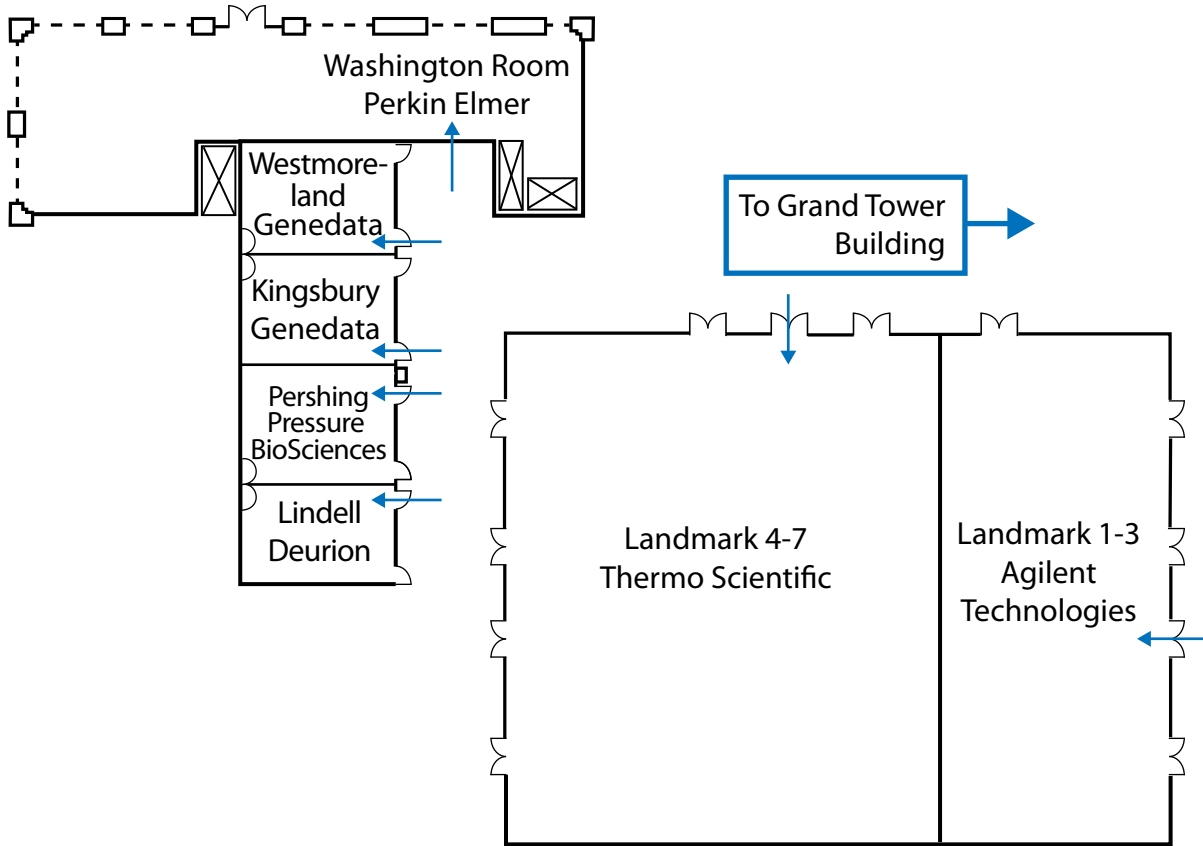 Washington Room
Perkin Elmer
Westmore-
land
Genedata
Kingsbury
Genedata
Pershing
Pressure
BioSciences
Lindell
Deurion
To Grand Tower
Building
Landmark 4-7
Thermo Scientific
Landmark 1-3
Agilent
Technologies